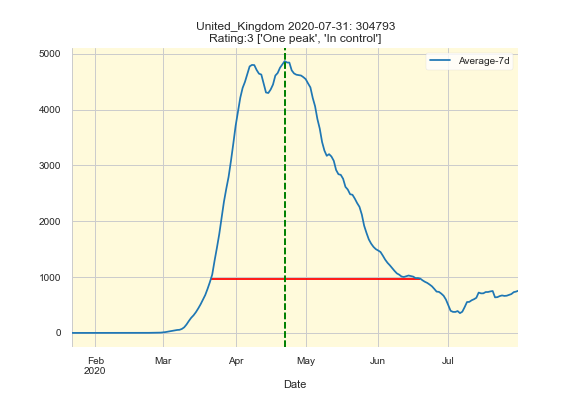 United_Kingdom 2020-07-31: 304793
Rating:3 ['One peak', 'In control']
Average-7d
5000
4000
3000
2000
1000
0
Feb Mar Apr May Jun Jul
2020
Date